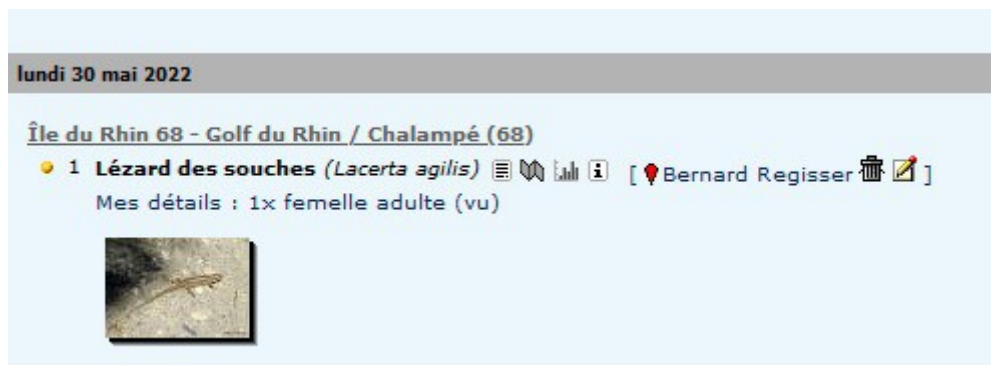 lundi 30 mai 2022
Île du Rhin 68 - Golf du Rhin / Chalampé (68)
1 Lézard des souches (Lacerta agilis) [ Bernard Regisser ]
Mes détails : 1x femelle adulte (vu)